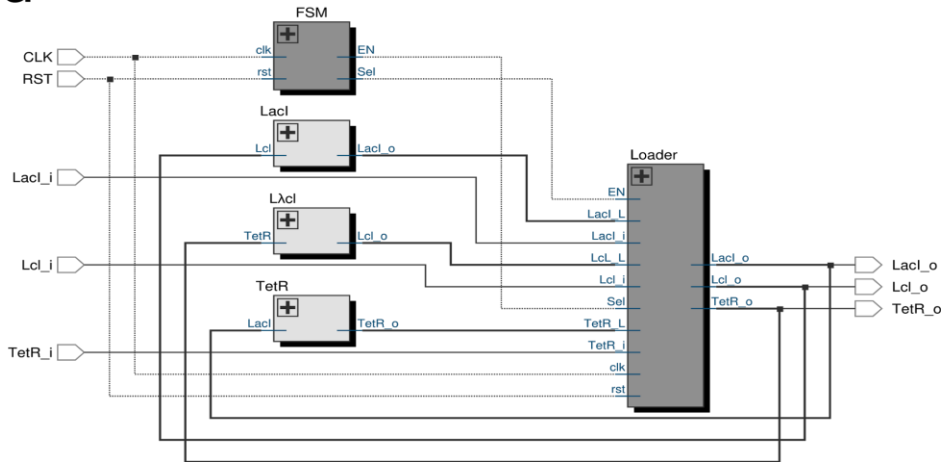 FSM
CLK
clk
EN
RST
rst
Sel
LacI
LcI
LacI_o
LacI_i
Loader
EN
LλcI
LacI_L
TetR
LcI_o
LacI_i
LcL_L
LacI_o
LacI_o
LcI_i
LcI_i
LcI_o
LcI_o
TetR
Sel
TetR_o
TetR_o
LacI
TetR_o
TetR_L
TetR_i
TetR_i
clk
rst